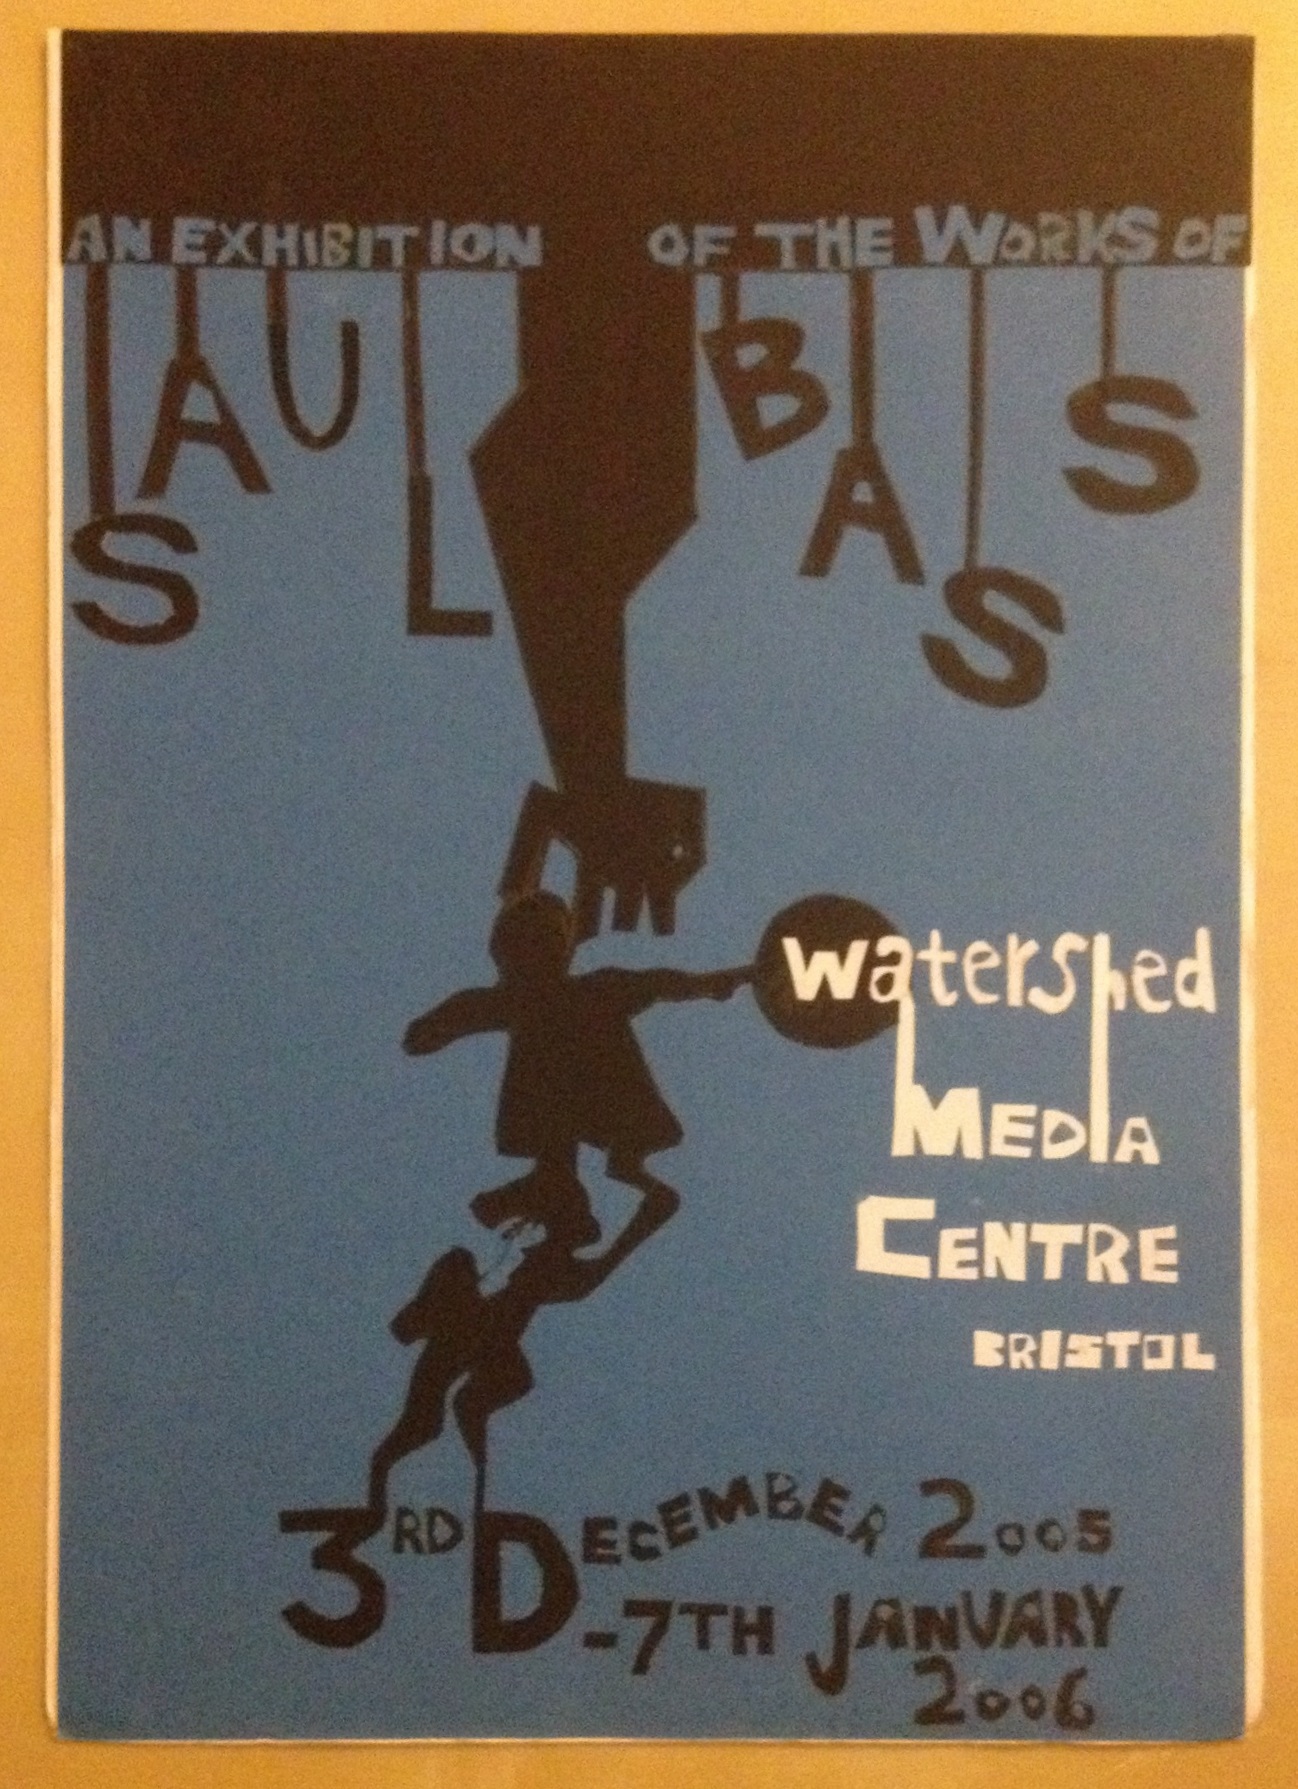 AN EXHIBITION OF THE WORKS OF
SAUL BASS
watershed
MEDIA
CENTRE
BRISTOL
3RD DECEMBER 2005
-7TH JANUARY
2006